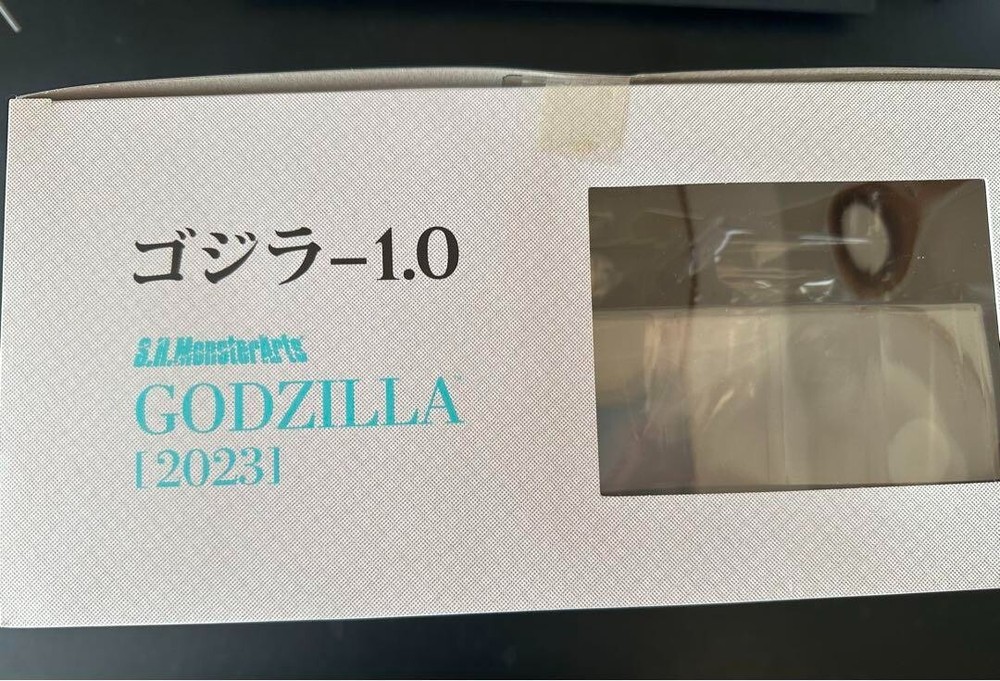 ゴジラ-1.0
S.H.MonsterArts
GODZILLA
[2023]